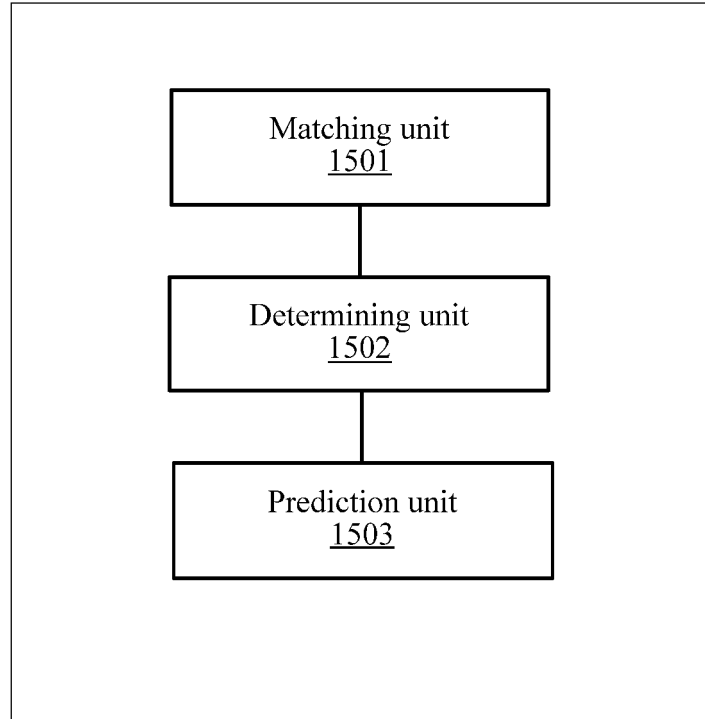 Matching unit
1501
Determining unit
1502
Prediction unit
1503